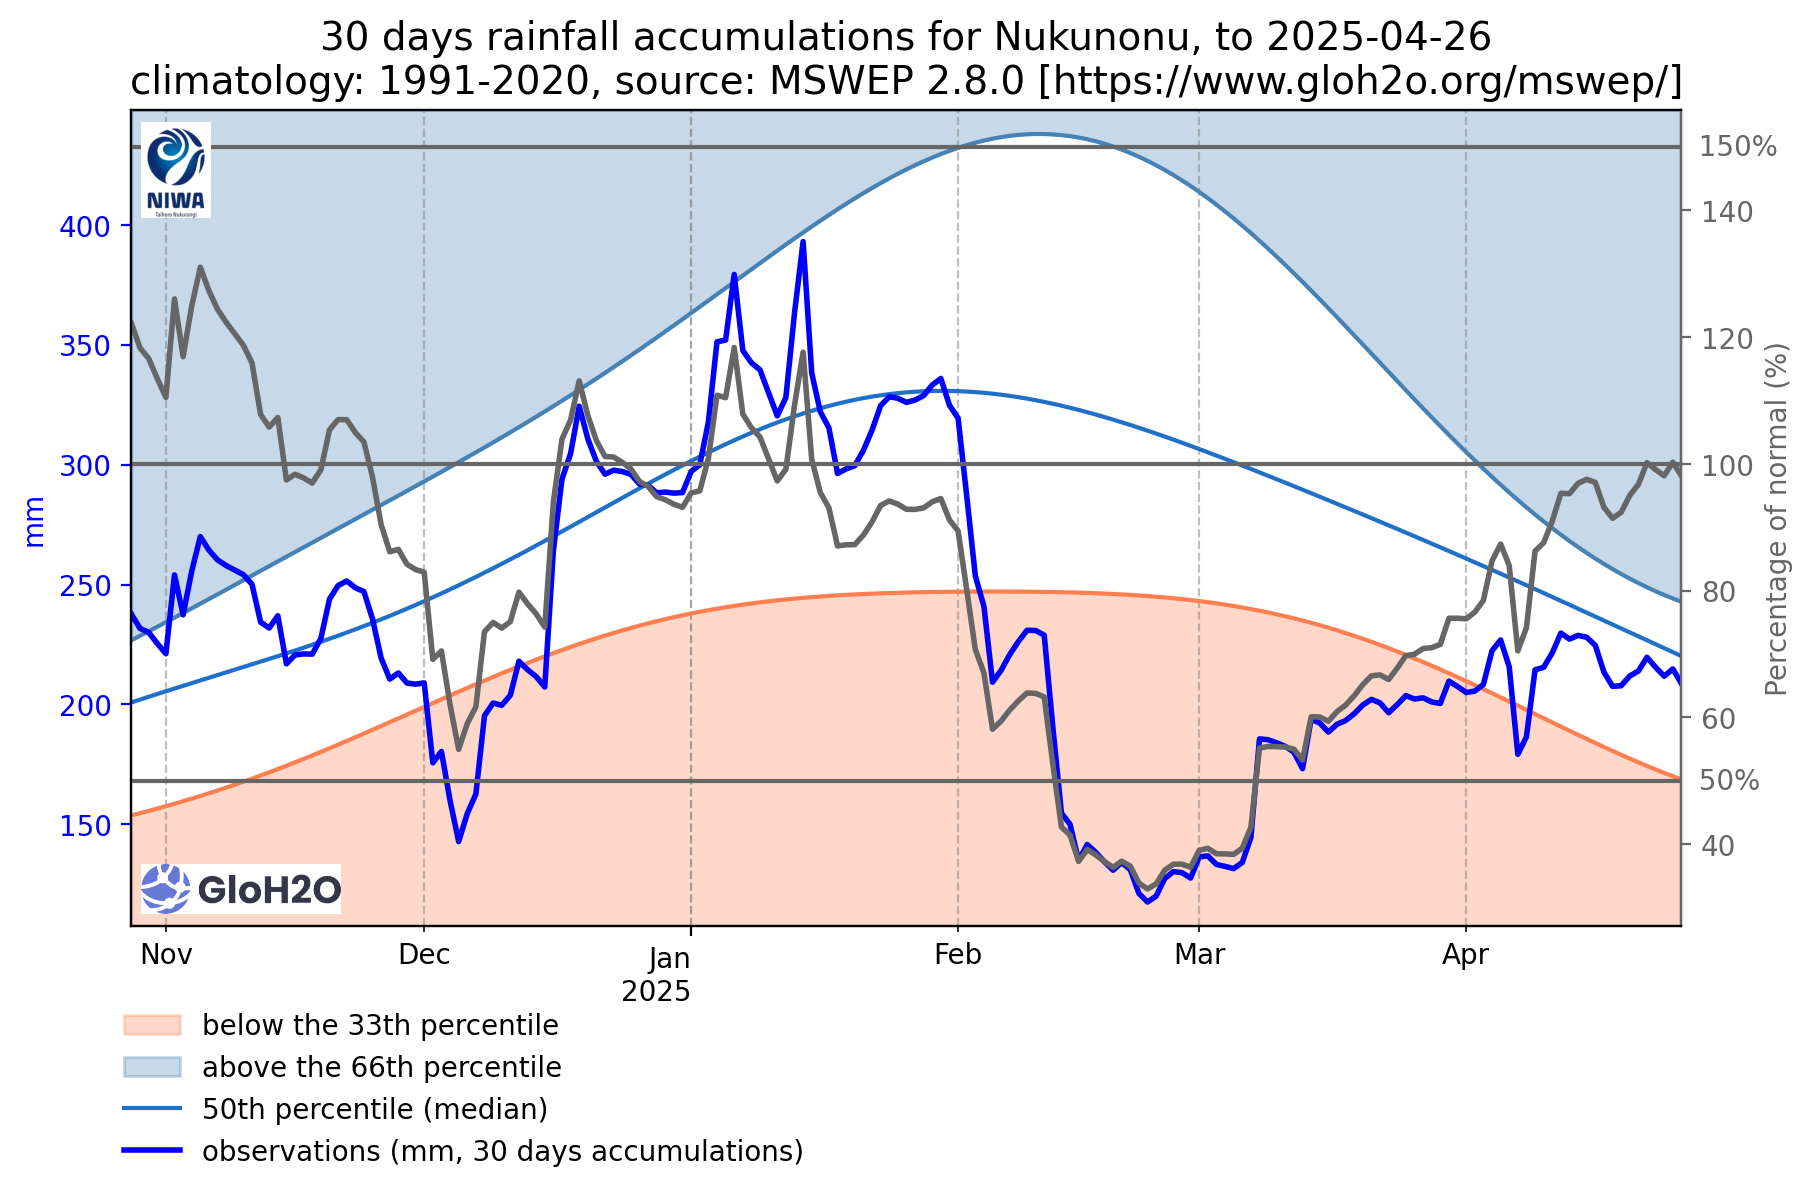 30 days rainfall accumulations for Nukunonu, to 2025-04-26
climatology: 1991-2020, source: MSWEP 2.8.0 [https://www.gloh2o.org/mswep/]
NIWA
Taihoro Nukurangi
400
350
300
250
200
150
mm
150%
140
120
100
80
60
50%
40
Percentage of normal (%)
GloH2O
Nov
Dec
Jan
2025
Feb
Mar
Apr
below the 33th percentile
above the 66th percentile
50th percentile (median)
observations (mm, 30 days accumulations)